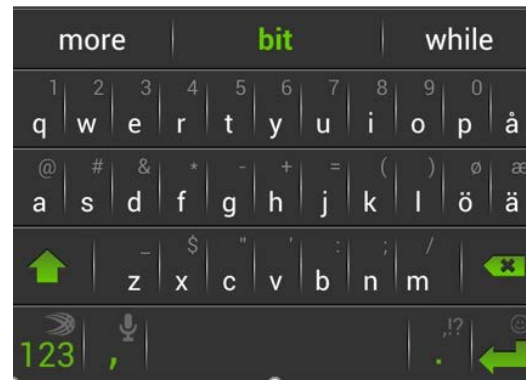 more bit while
1 2 3 4 5 6 7 8 9 0
q w e r t y u i o p å
@ # & * - + = ( ) ø æ
a s d f g h j k l ö ä
_ $ " ' : ; /
z x c v b n m
,!?
123 , .